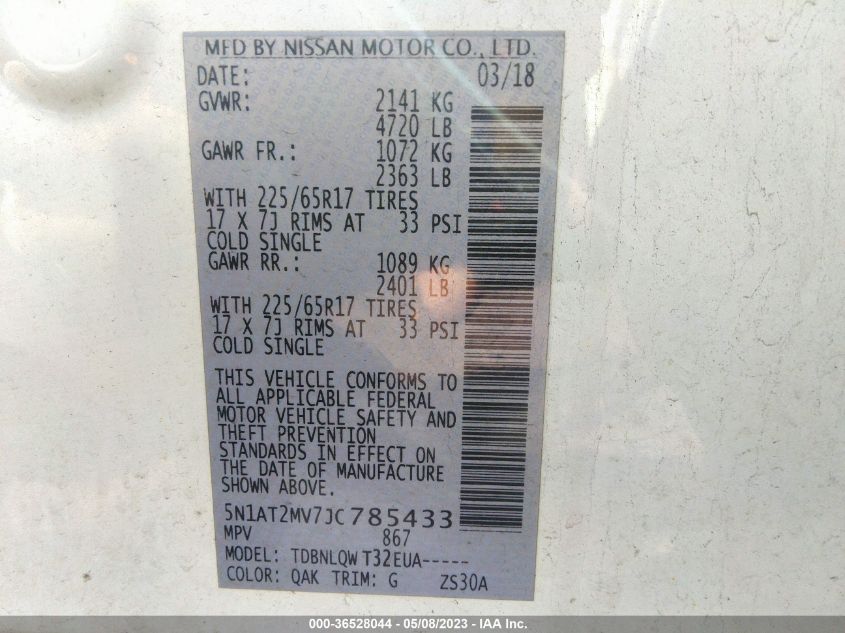 MFD BY NISSAN MOTOR CO., LTD.
DATE: 03/18
GVWR: 2141 KG
4720 LB
GAWR FR.: 1072 KG
2363 LB
WITH 225/65R17 TIRES
17 X 7J RIMS AT 33 PSI
COLD SINGLE
GAWR RR.: 1089 KG
2401 LB
WITH 225/65R17 TIRES
17 X 7J RIMS AT 33 PSI
COLD SINGLE
THIS VEHICLE CONFORMS TO
ALL APPLICABLE FEDERAL
MOTOR VEHICLE SAFETY AND
THEFT PREVENTION
STANDARDS IN EFFECT ON
THE DATE OF MANUFACTURE
SHOWN ABOVE.
5N1AT2MV7JC785433
MPV 867
MODEL: TDBNLQW T32EUA-----
COLOR: QAK TRIM: G ZS30A
000-36528044 - 05/08/2023 - IAA Inc.